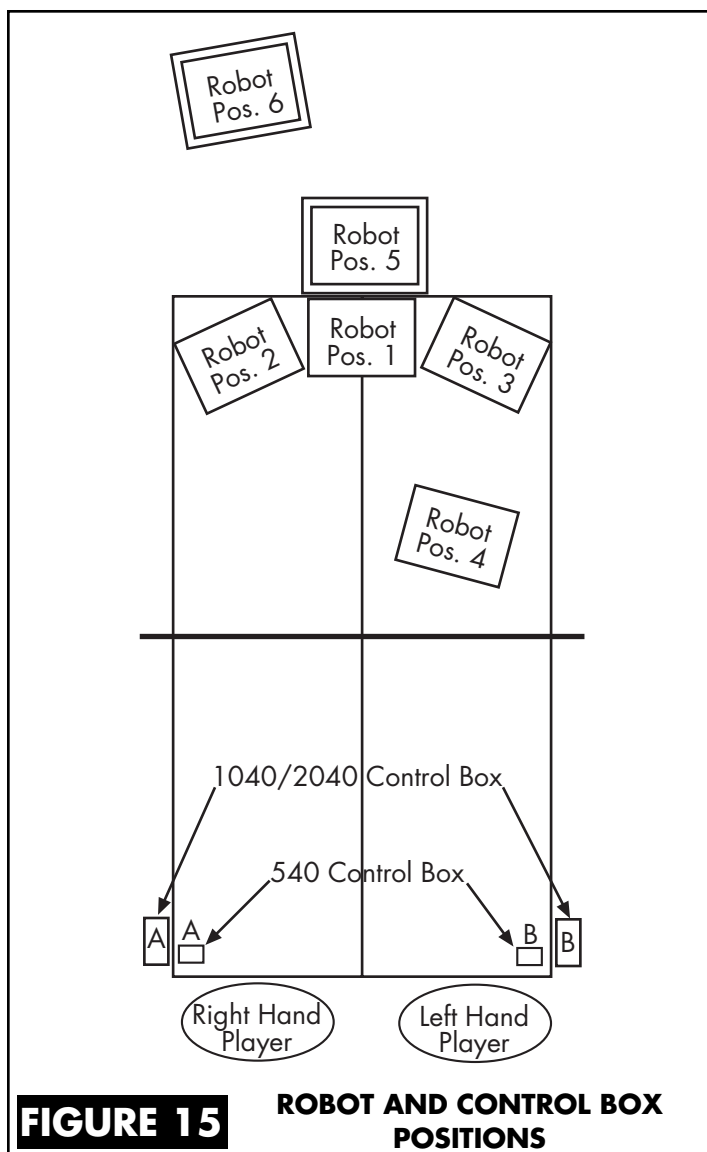 Robot
Pos. 6
Robot
Pos. 5
Robot
Pos. 2
Robot
Pos. 1
Robot
Pos. 3
Robot
Pos. 4
1040/2040 Control Box
540 Control Box
A
A
B
B
Right Hand
Player
Left Hand
Player
FIGURE 15
ROBOT AND CONTROL BOX
POSITIONS